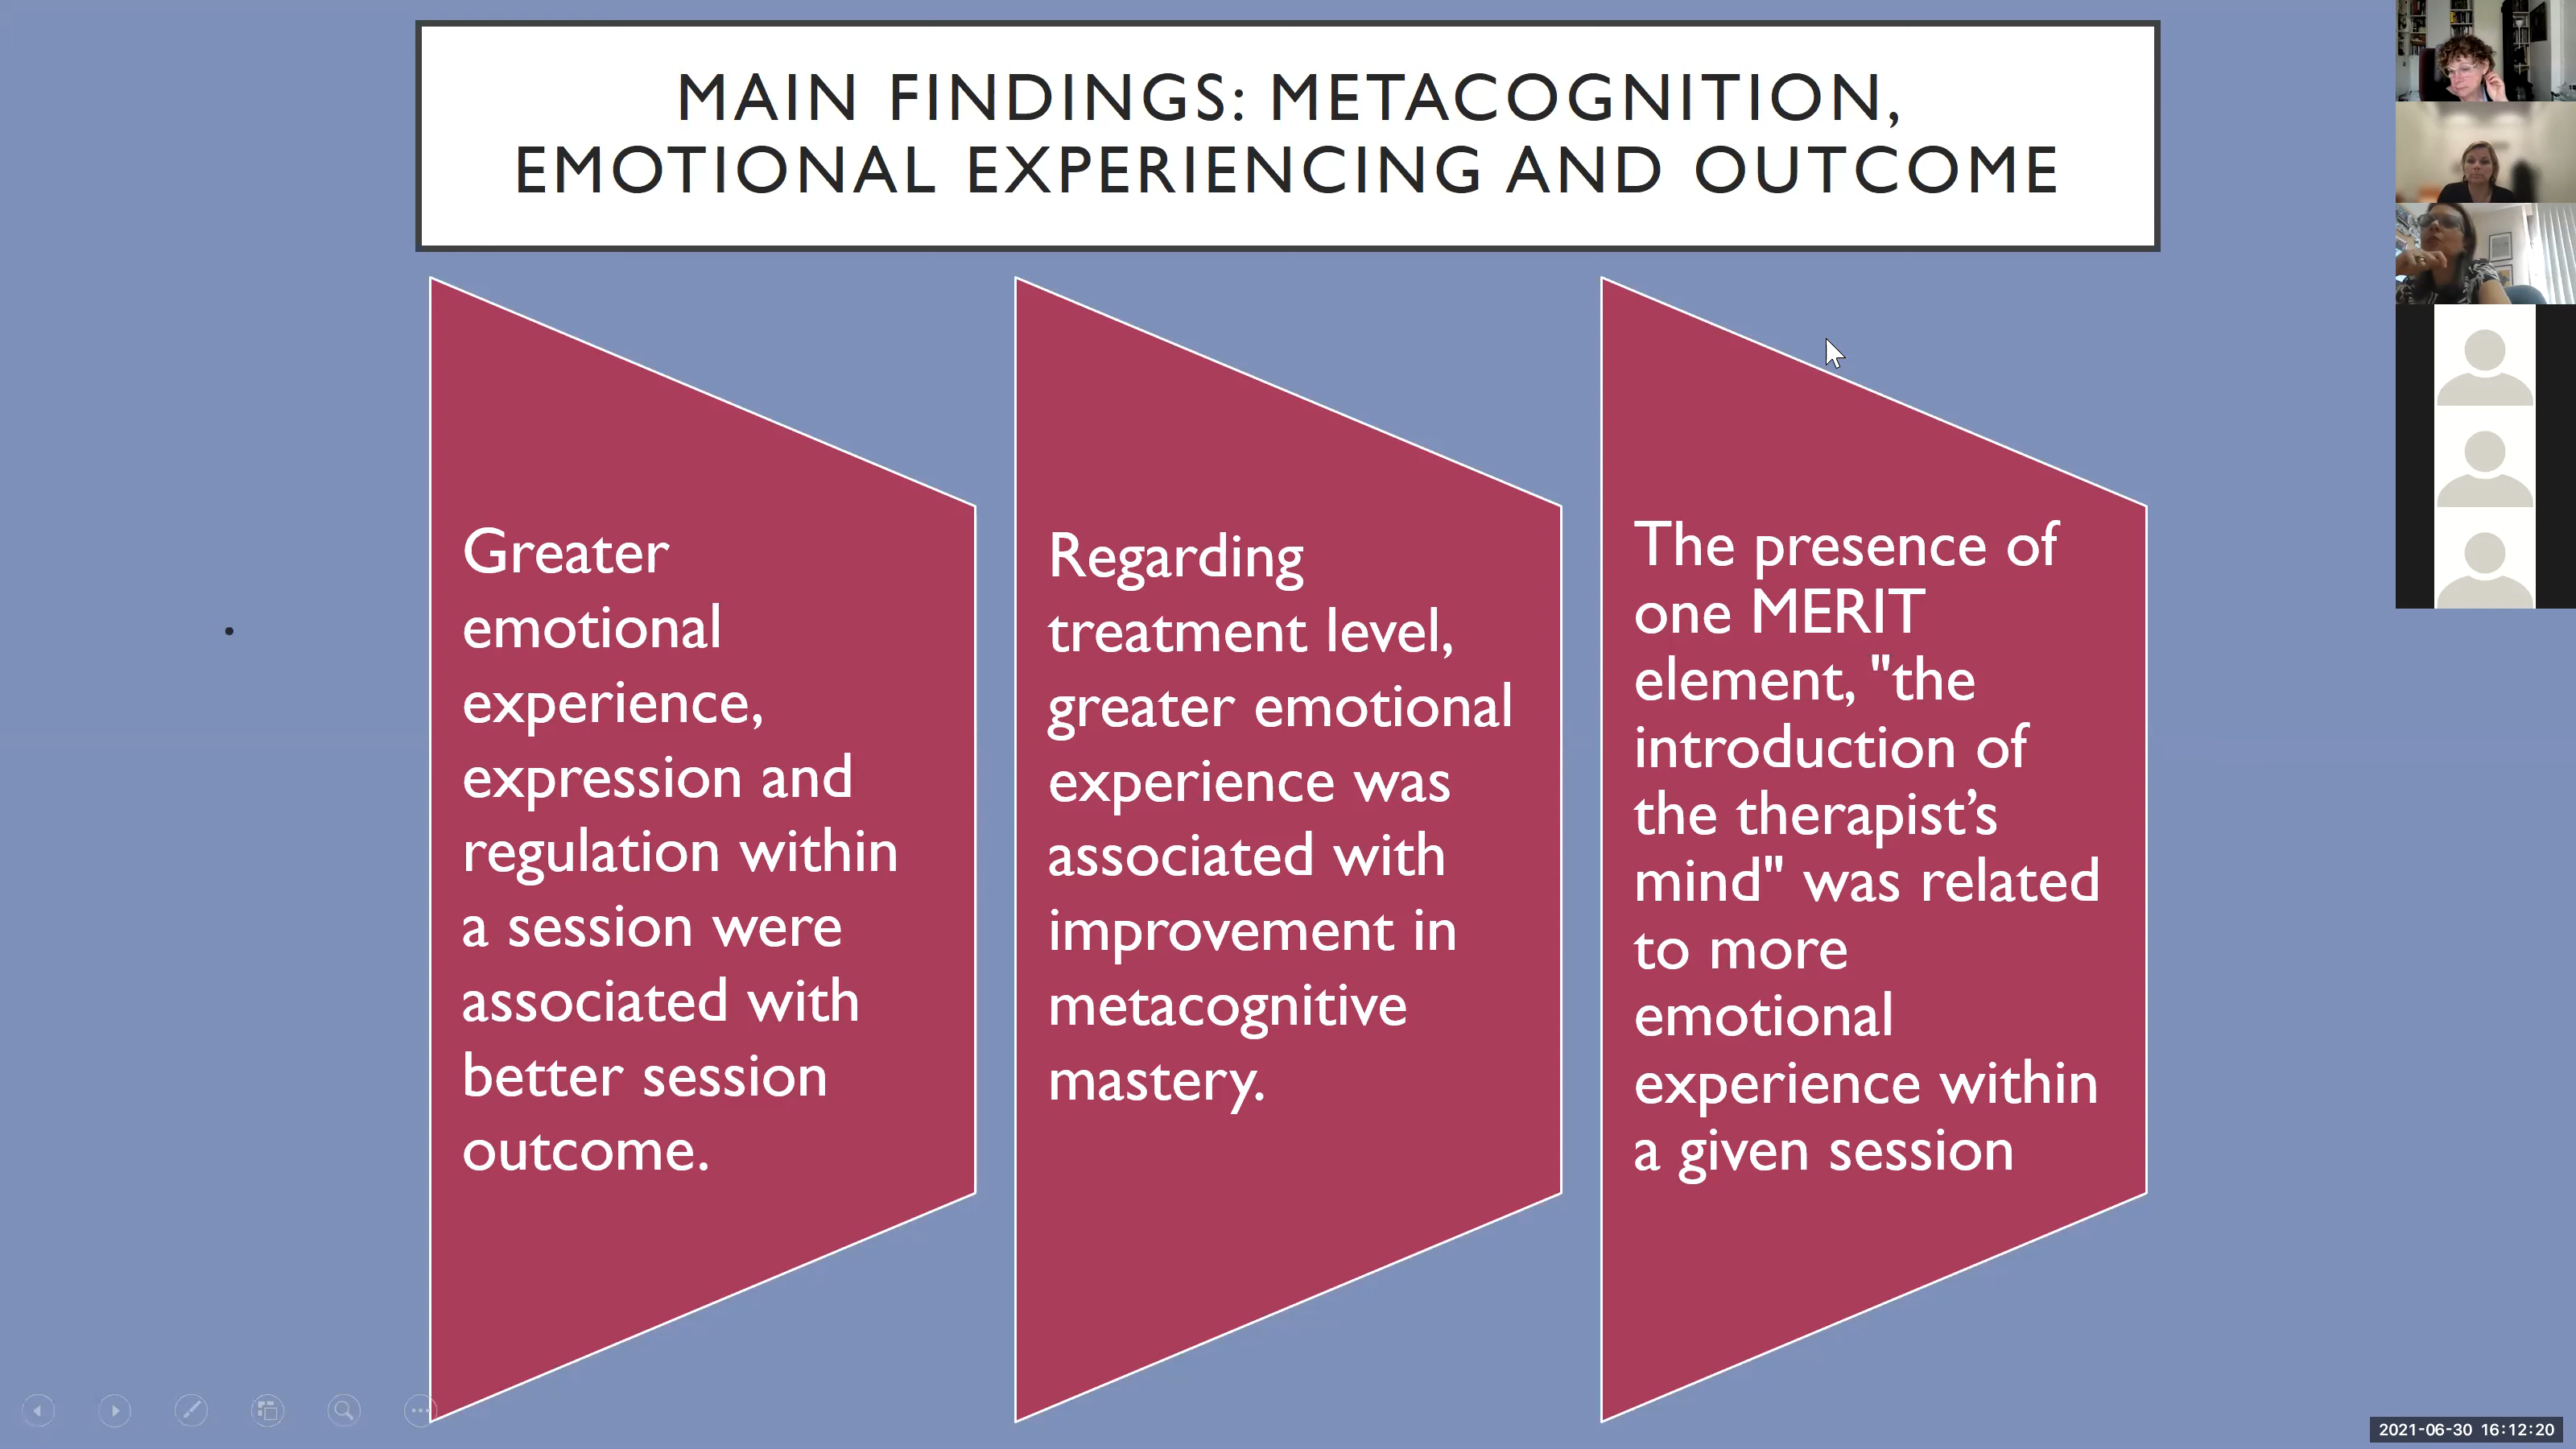 MAIN FINDINGS: METACOGNITION,
EMOTIONAL EXPERIENCING AND OUTCOME
Greater
emotional
experience,
expression and
regulation within
a session were
associated with
better session
outcome.
Regarding
treatment level,
greater emotional
experience was
associated with
improvement in
metacognitive
mastery.
The presence of
one MERIT
element, "the
introduction of
the therapist’s
mind" was related
to more
emotional
experience within
a given session
2021-06-30 16:12:20